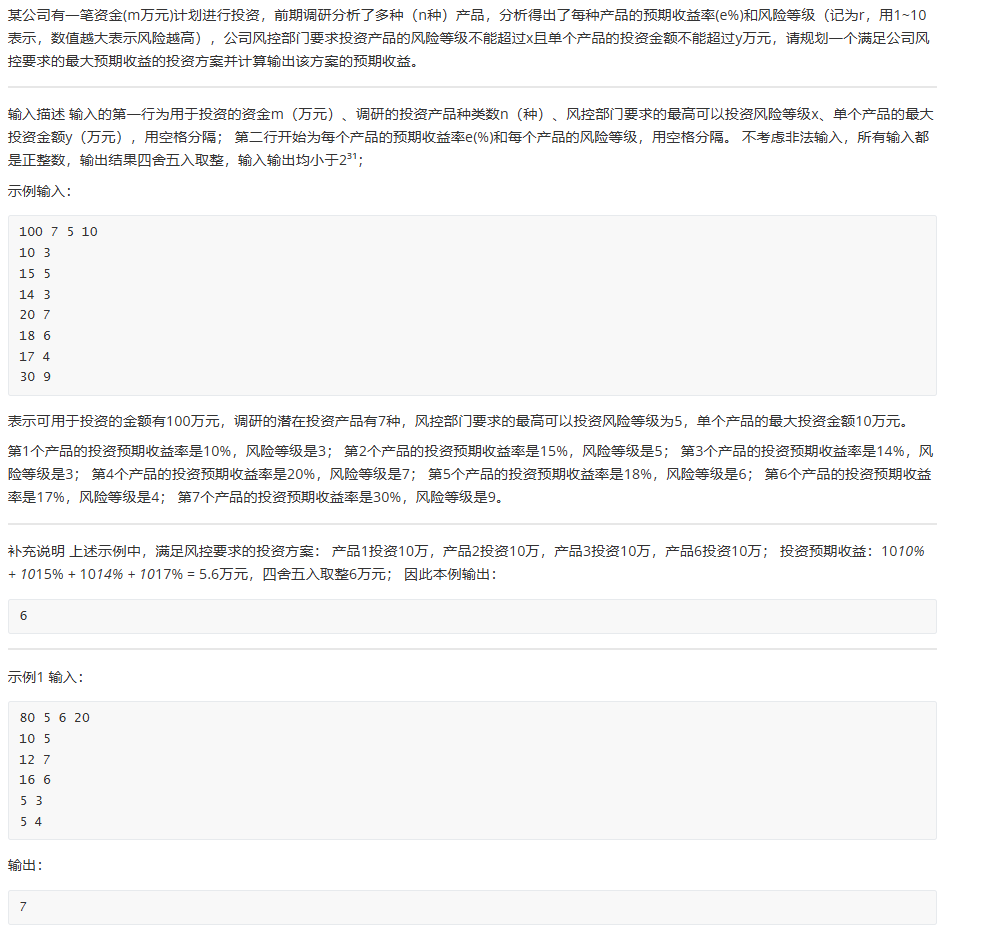 某公司有一笔资金(m万元)计划进行投资，前期调研分析了多种（n种）产品，分析得出了每种产品的预期收益率(e%)和风险等级（记为r，用1~10
表示，数值越大表示风险越高），公司风控部门要求投资产品的风险等级不能超过x且单个产品的投资金额不能超过y万元，请规划一个满足公司风
控要求的最大预期收益的投资方案并计算输出该方案的预期收益。
输入描述 输入的第一行为用于投资的资金m（万元）、调研的投资产品种类数n（种）、风控部门要求的最高可以投资风险等级x、单个产品的最大
投资金额y（万元），用空格分隔； 第二行开始为每个产品的预期收益率e(%)和每个产品的风险等级，用空格分隔。 不考虑非法输入，所有输入都
是正整数，输出结果四舍五入取整，输入输出均小于2³¹；
示例输入：
100 7 5 10
10 3
15 5
14 3
20 7
18 6
17 4
30 9
表示可用于投资的金额有100万元，调研的潜在投资产品有7种，风控部门要求的最高可以投资风险等级为5，单个产品的最大投资金额10万元。
第1个产品的投资预期收益率是10%，风险等级是3； 第2个产品的投资预期收益率是15%，风险等级是5； 第3个产品的投资预期收益率是14%，风
险等级是3； 第4个产品的投资预期收益率是20%，风险等级是7； 第5个产品的投资预期收益率是18%，风险等级是6； 第6个产品的投资预期收益
率是17%，风险等级是4； 第7个产品的投资预期收益率是30%，风险等级是9。
补充说明 上述示例中，满足风控要求的投资方案： 产品1投资10万，产品2投资10万，产品3投资10万，产品6投资10万； 投资预期收益：1010%
+ 1015% + 1014% + 1017% = 5.6万元，四舍五入取整6万元； 因此本例输出：
6
示例1 输入：
80 5 6 20
10 5
12 7
16 6
5 3
5 4
输出：
7